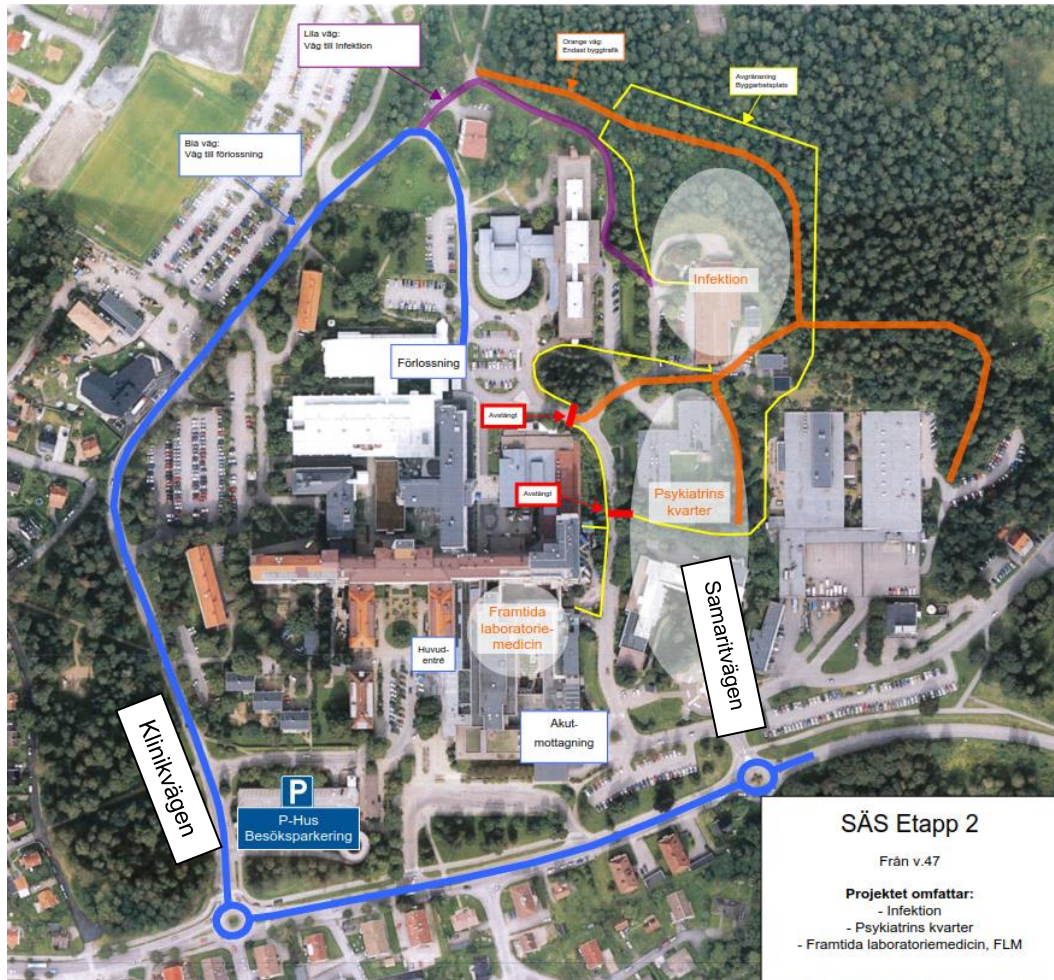 Lila väg:
Väg till Infektion
Orange väg:
Endast byggtrafik
Avgränsning
Byggarbetsplats
Blå väg:
Väg till förlossning
Infektion
Förlossning
Avstängt
Avstängt
Psykiatrins
kvarter
Framtida
laboratorie-
medicin
Huvud-
entré
Samaritvägen
Akut-
mottagning
Klinikvägen
P
P-Hus
Besöksparkering
SÄS Etapp 2
Från v.47
Projektet omfattar:
- Infektion
- Psykiatrins kvarter
- Framtida laboratoriemedicin, FLM